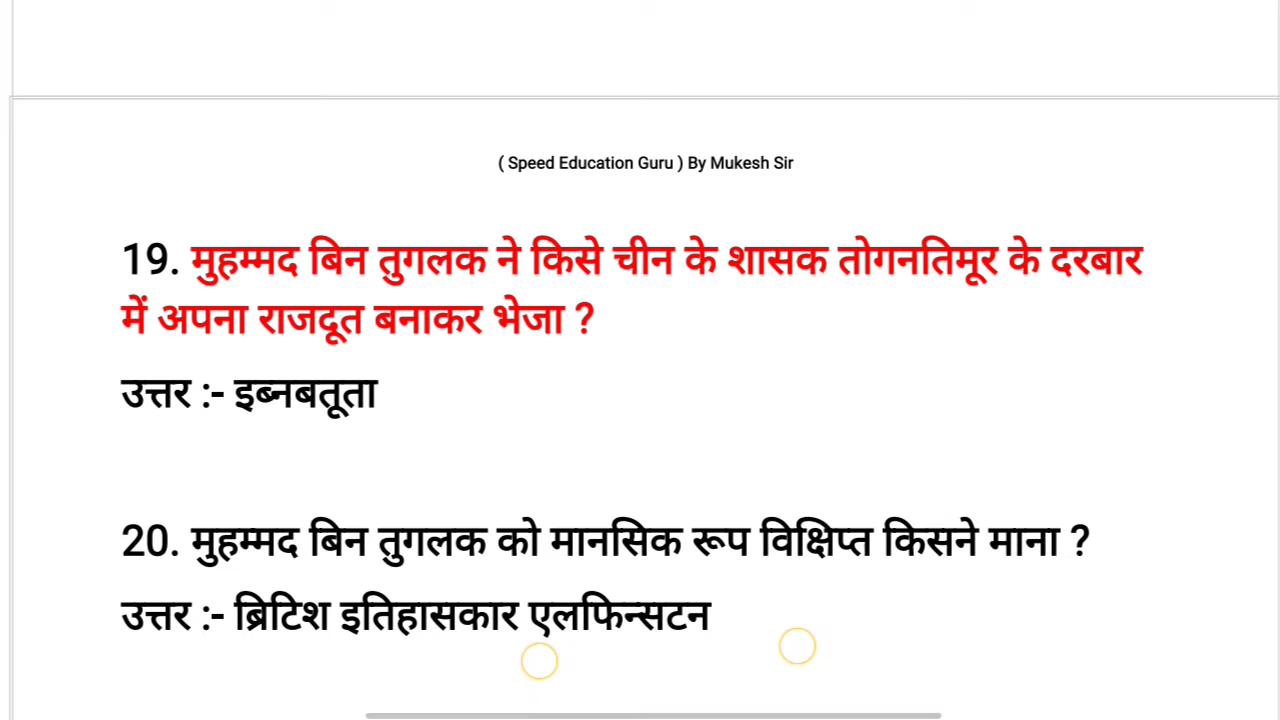 ( Speed Education Guru ) By Mukesh Sir
19. मुहम्मद बिन तुगलक ने किसे चीन के शासक तोगनतिमूर के दरबार
में अपना राजदूत बनाकर भेजा ?
उत्तर :- इब्नबतूता
20. मुहम्मद बिन तुगलक को मानसिक रूप विक्षिप्त किसने माना ?
उत्तर :- ब्रिटिश इतिहासकार एलफिन्सटन